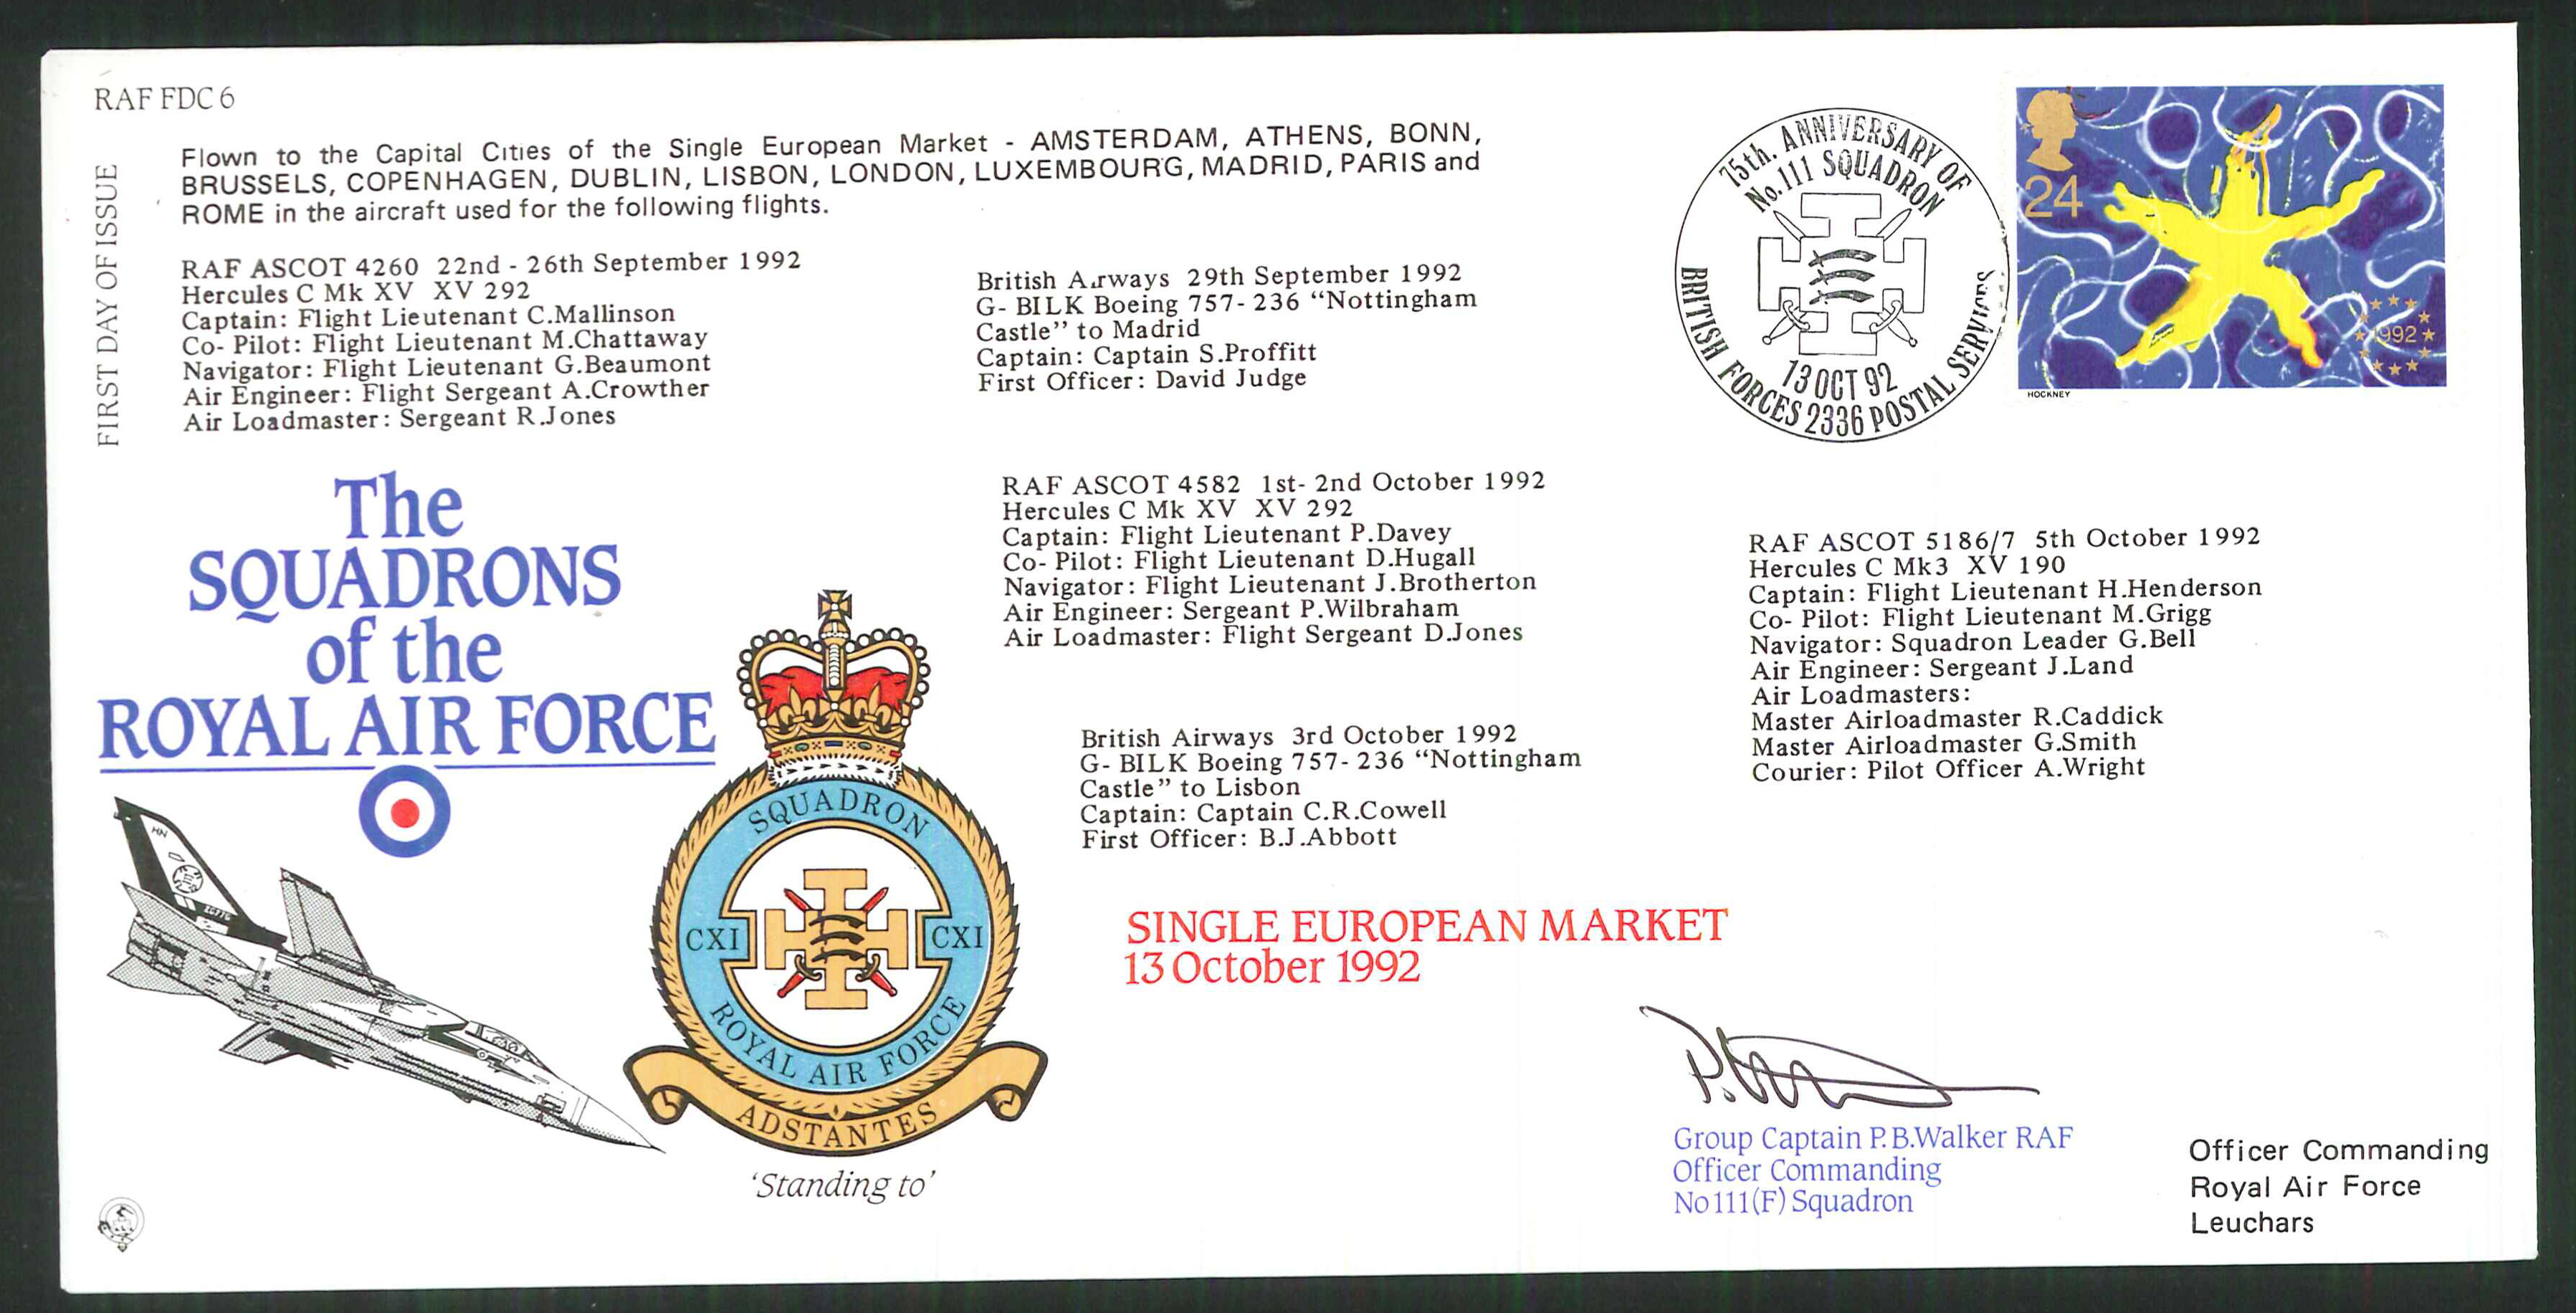 RAF FDC 6
FIRST DAY OF ISSUE
Flown to the Capital Cities of the Single European Market - AMSTERDAM, ATHENS, BONN,
BRUSSELS, COPENHAGEN, DUBLIN, LISBON, LONDON, LUXEMBOURG, MADRID, PARIS and
ROME in the aircraft used for the following flights.
RAF ASCOT 4260 22nd - 26th September 1992
Hercules C Mk XV XV 292
Captain: Flight Lieutenant C.Mallinson
Co- Pilot: Flight Lieutenant M.Chattaway
Navigator: Flight Lieutenant G.Beaumont
Air Engineer: Flight Sergeant A.Crowther
Air Loadmaster: Sergeant R.Jones
British Airways 29th September 1992
G- BILK Boeing 757- 236 “Nottingham
Castle” to Madrid
Captain: Captain S.Proffitt
First Officer: David Judge
75th. ANNIVERSARY OF
No.111 SQUADRON
13 OCT 92
BRITISH FORCES 2336 POSTAL SERVICES
24
1992
HOCKNEY
The
SQUADRONS
of the
ROYAL AIR FORCE
RAF ASCOT 4582 1st- 2nd October 1992
Hercules C Mk XV XV 292
Captain: Flight Lieutenant P.Davey
Co- Pilot: Flight Lieutenant D.Hugall
Navigator: Flight Lieutenant J.Brotherton
Air Engineer: Sergeant P.Wilbraham
Air Loadmaster: Flight Sergeant D.Jones
RAF ASCOT 5186/7 5th October 1992
Hercules C Mk3 XV 190
Captain: Flight Lieutenant H.Henderson
Co- Pilot: Flight Lieutenant M.Grigg
Navigator: Squadron Leader G.Bell
Air Engineer: Sergeant J.Land
Air Loadmasters:
Master Airloadmaster R.Caddick
Master Airloadmaster G.Smith
Courier: Pilot Officer A.Wright
British Airways 3rd October 1992
G- BILK Boeing 757- 236 “Nottingham
Castle” to Lisbon
Captain: Captain C.R.Cowell
First Officer: B.J.Abbott
HN
SQUADRON
CXI CXI
ROYAL AIR FORCE
ADSTANTES
‘Standing to’
SINGLE EUROPEAN MARKET
13 October 1992
Group Captain P.B.Walker RAF
Officer Commanding
No 111(F) Squadron
Officer Commanding
Royal Air Force
Leuchars